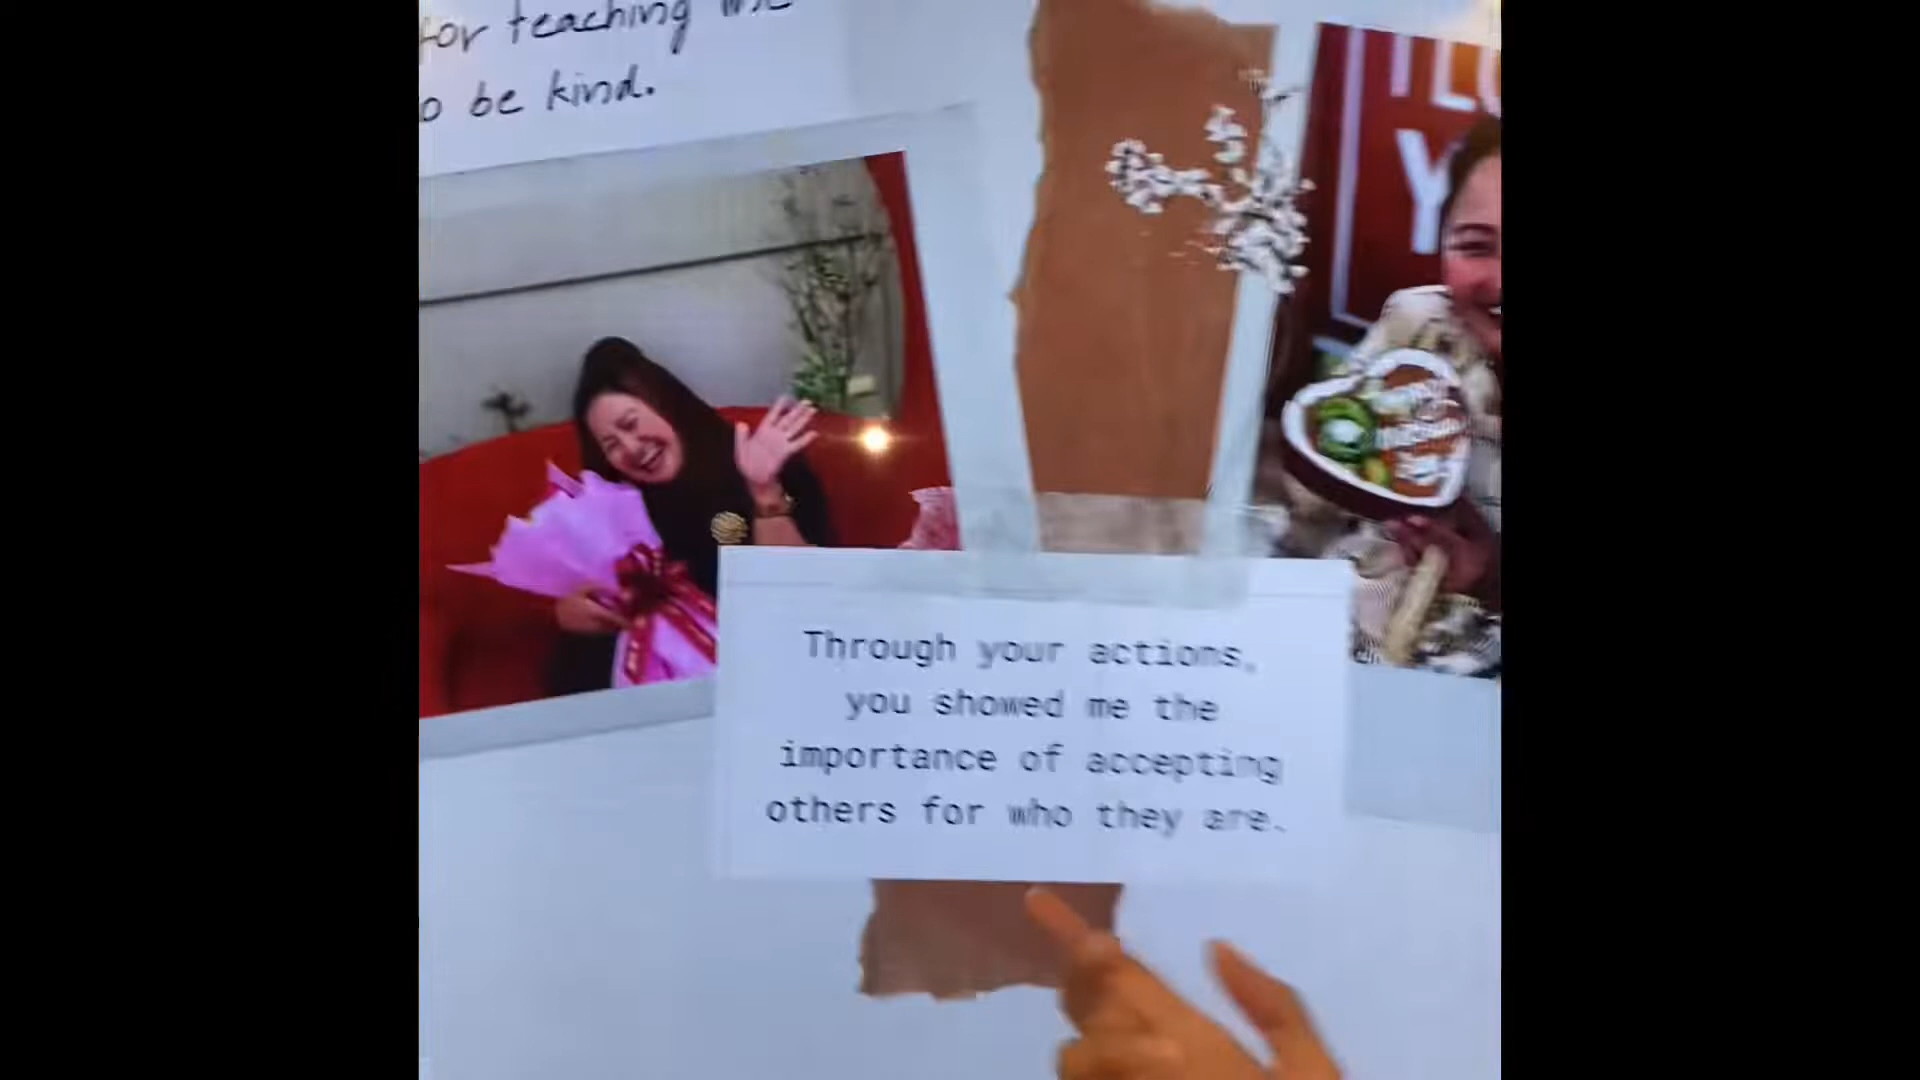 for teaching me
o be kind.
Through your actions,
you showed me the
importance of accepting
others for who they are.